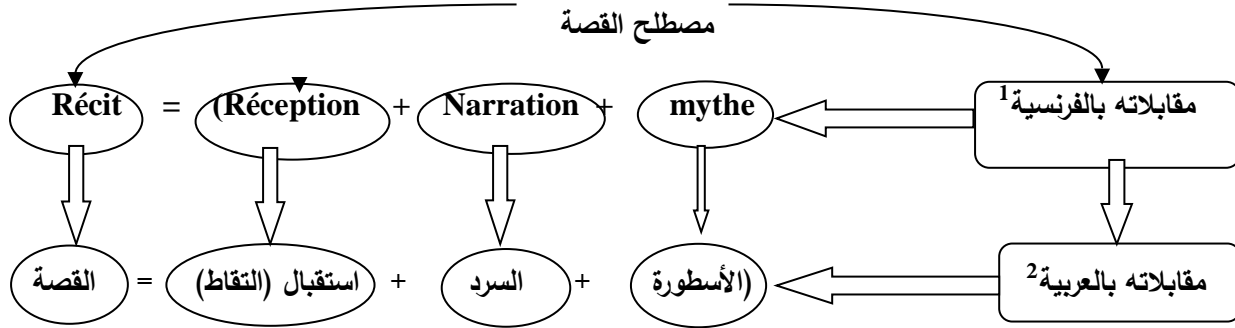 مصطلح القصة
Récit = (Réception + Narration + mythe مقابلاته بالفرنسية1
القصة = استقبال (التقاط) + السرد + الأسطورة) مقابلاته بالعربية2